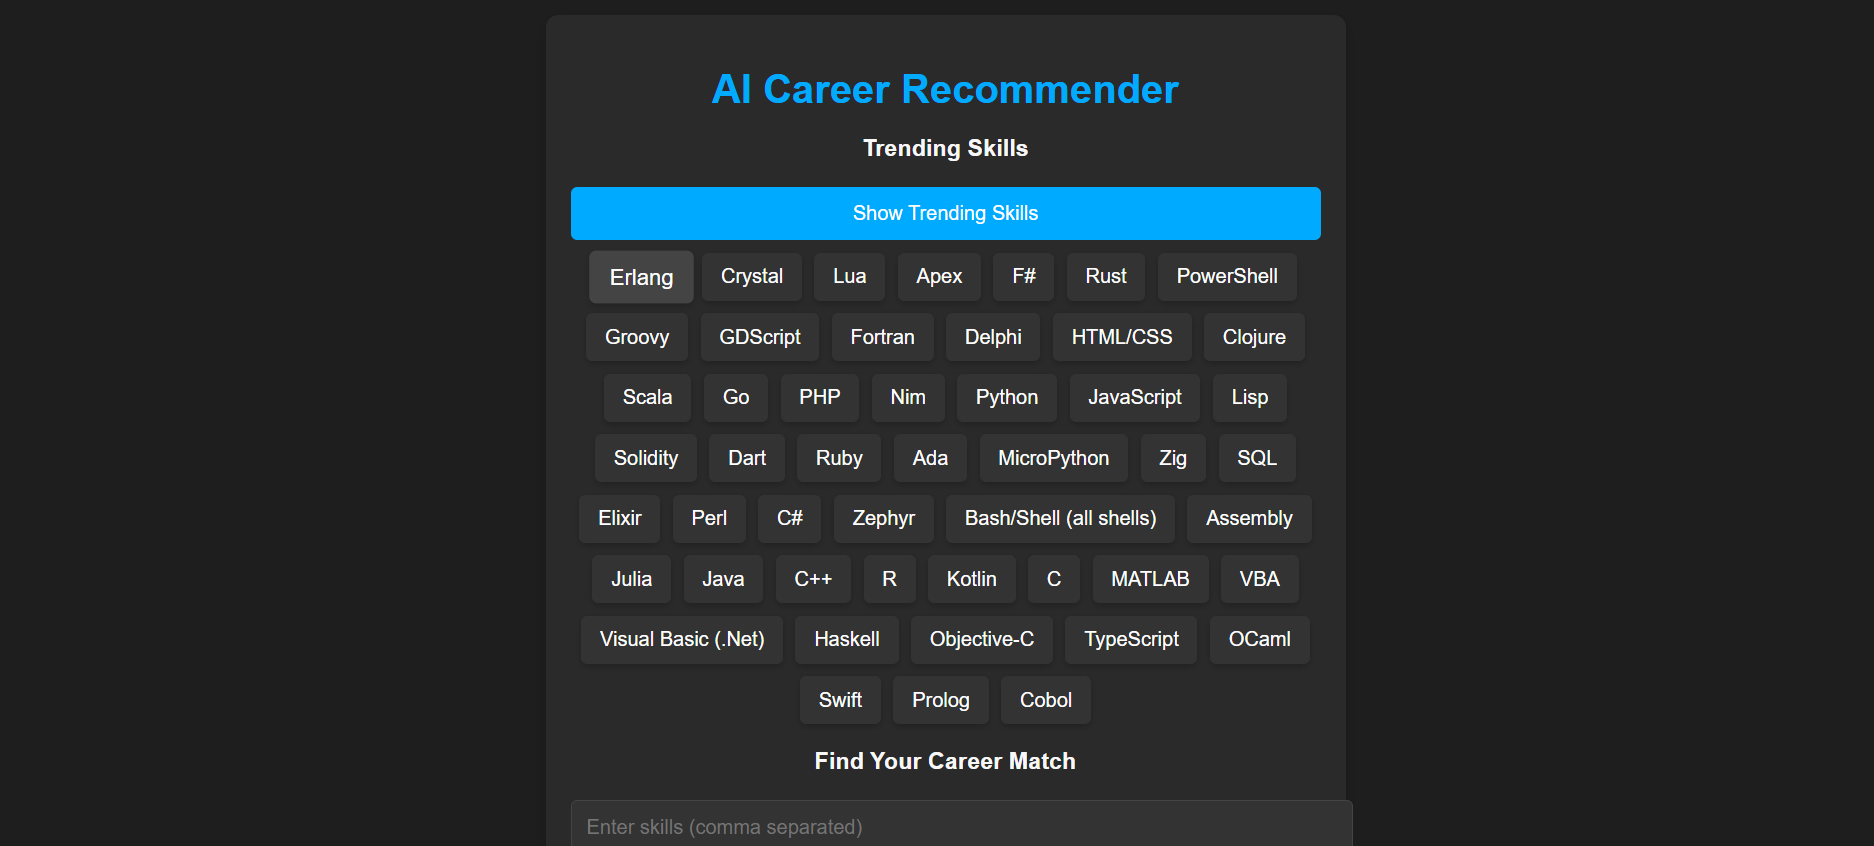 AI Career Recommender
Trending Skills
Show Trending Skills
Erlang Crystal Lua Apex F# Rust PowerShell
Groovy GDScript Fortran Delphi HTML/CSS Clojure
Scala Go PHP Nim Python JavaScript Lisp
Solidity Dart Ruby Ada MicroPython Zig SQL
Elixir Perl C# Zephyr Bash/Shell (all shells) Assembly
Julia Java C++ R Kotlin C MATLAB VBA
Visual Basic (.Net) Haskell Objective-C TypeScript OCaml
Swift Prolog Cobol
Find Your Career Match
Enter skills (comma separated)